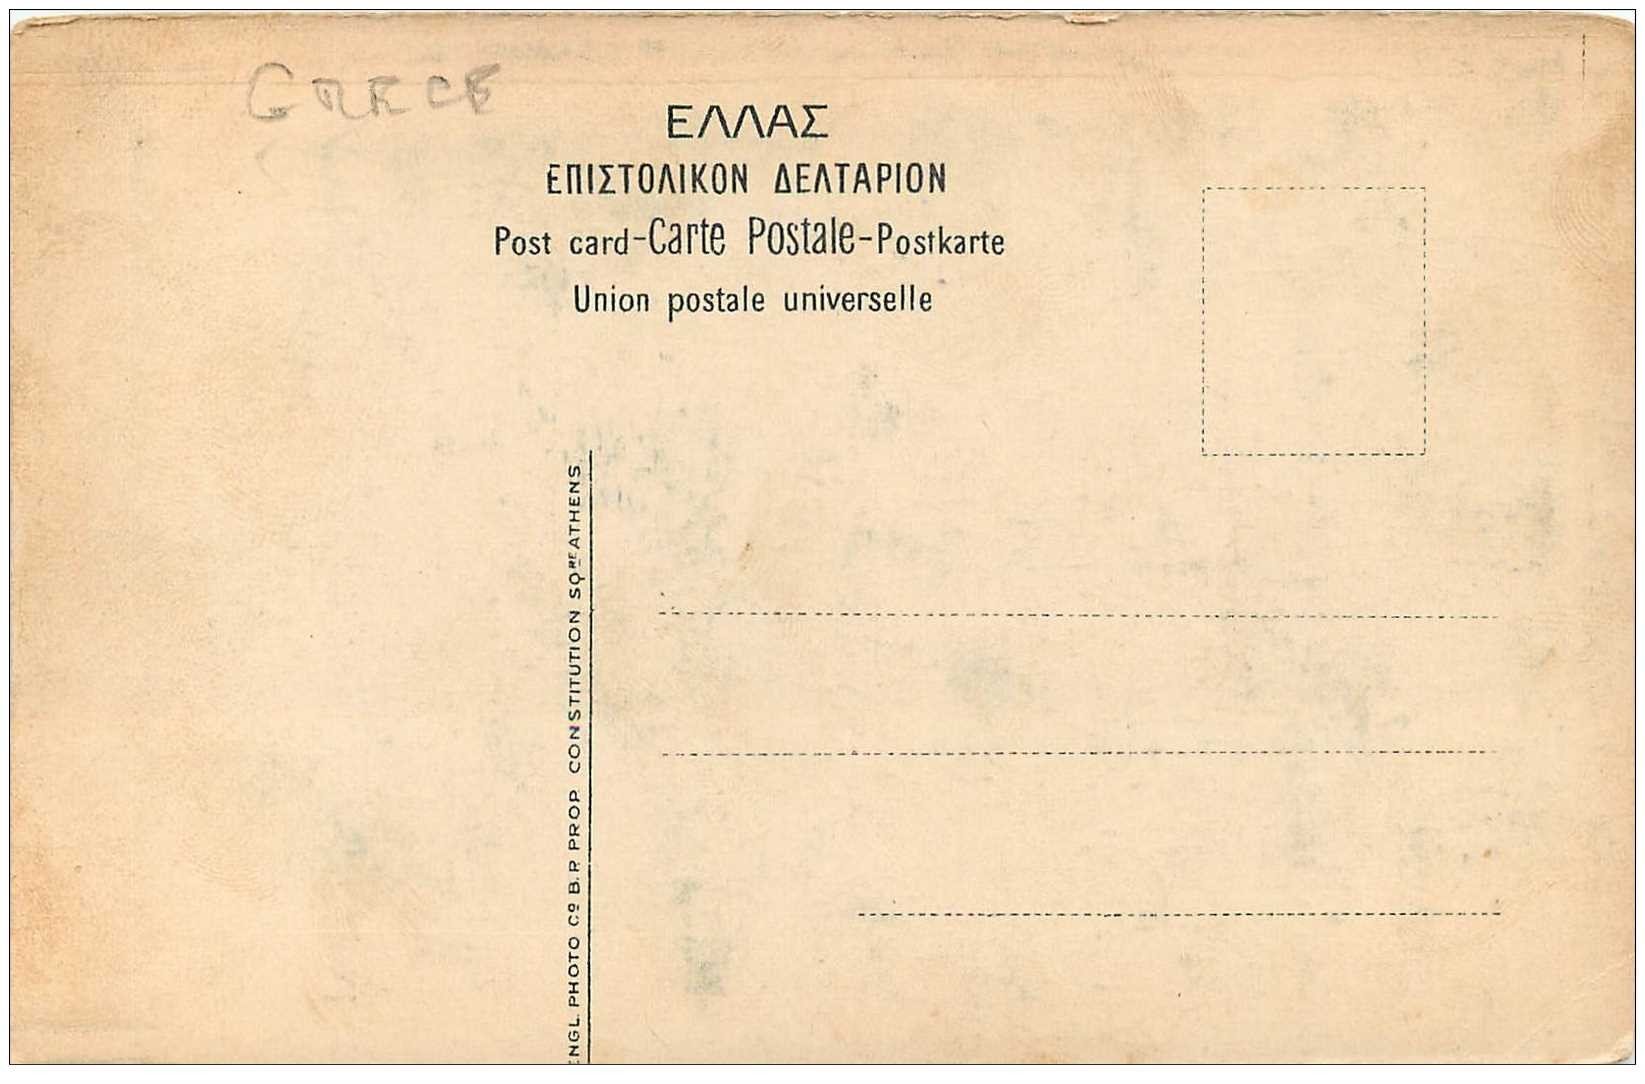 GRECE
ΕΛΛΑΣ
ΕΠΙΣΤΟΛΙΚΟΝ ΔΕΛΤΑΡΙΟΝ
Post card-Carte Postale-Postkarte
Union postale universelle
ENGL. PHOTO Cº B.P. PROP CONSTITUTION SQᴿᴱ ATHENS